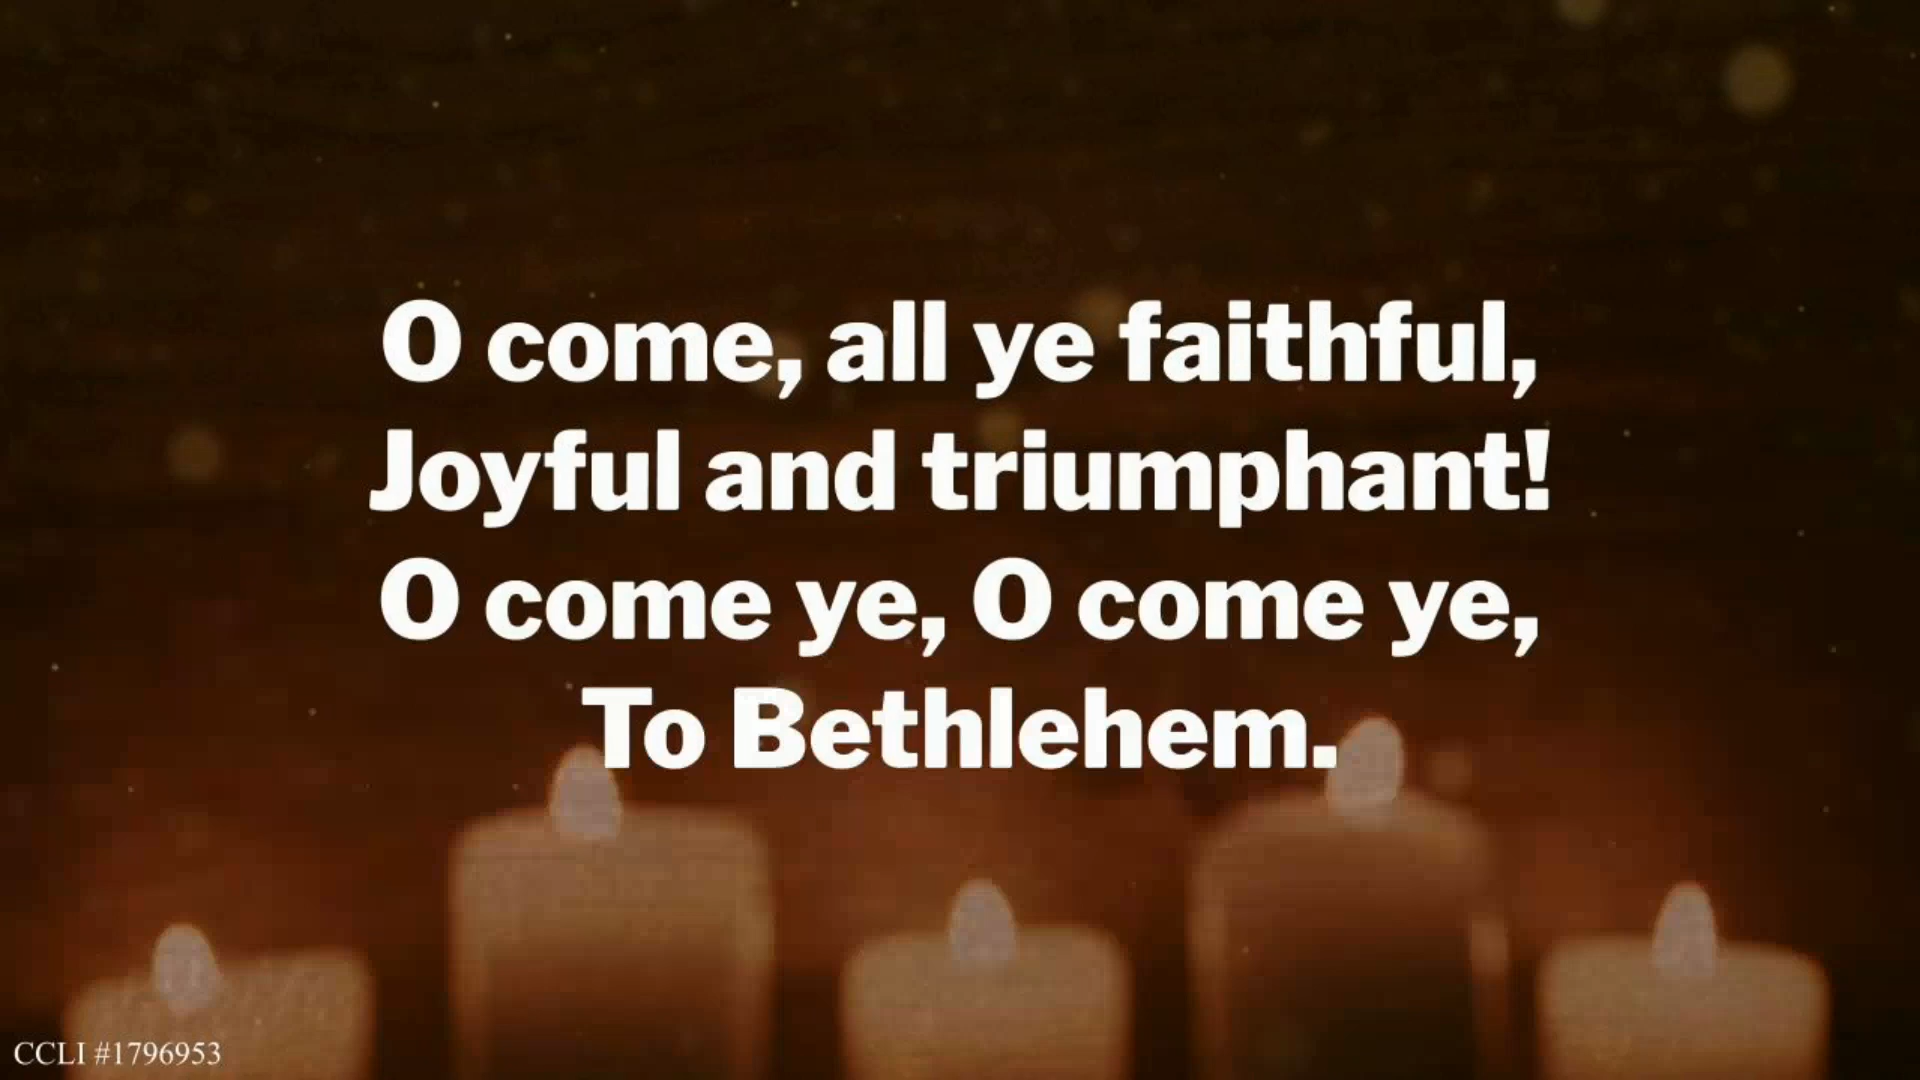 O come, all ye faithful,
Joyful and triumphant!
O come ye, O come ye,
To Bethlehem.
CCLI #1796953